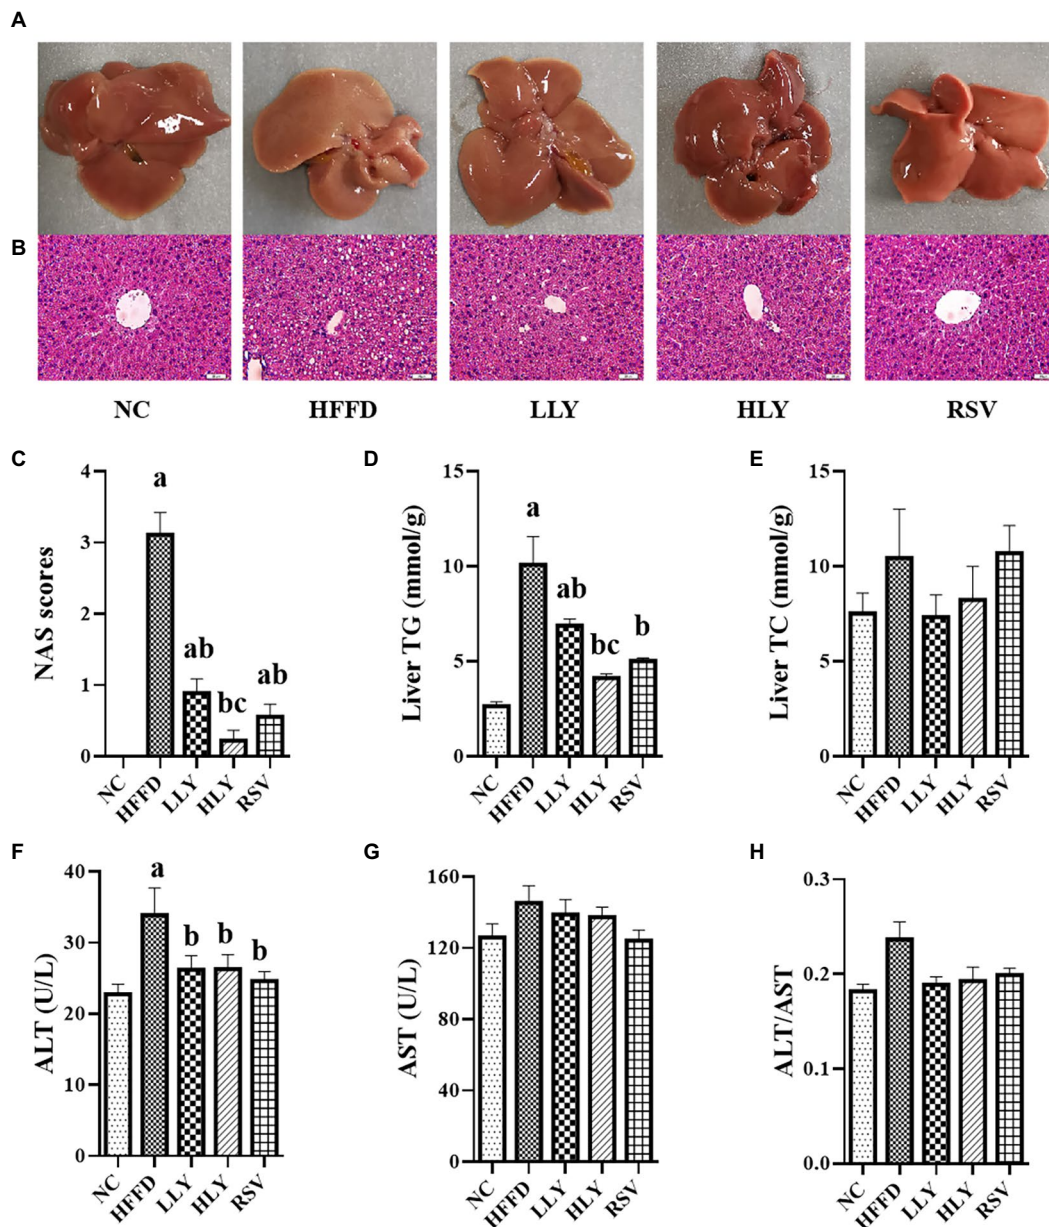 A
B
NC HFFD LLY HLY RSV
C
NAS scores
4
3
2
1
0
a
ab
bc
ab
NC HFFD LLY HLY RSV
D
Liver TG (mmol/g)
15
10
5
0
a
ab
bc
b
NC HFFD LLY HLY RSV
E
Liver TC (mmol/g)
15
10
5
0
NC HFFD LLY HLY RSV
F
ALT (U/L)
40
30
20
10
0
a
b
b
b
NC HFFD LLY HLY RSV
G
AST (U/L)
160
120
80
40
0
NC HFFD LLY HLY RSV
H
ALT/AST
0.3
0.2
0.1
0.0
NC HFFD LLY HLY RSV